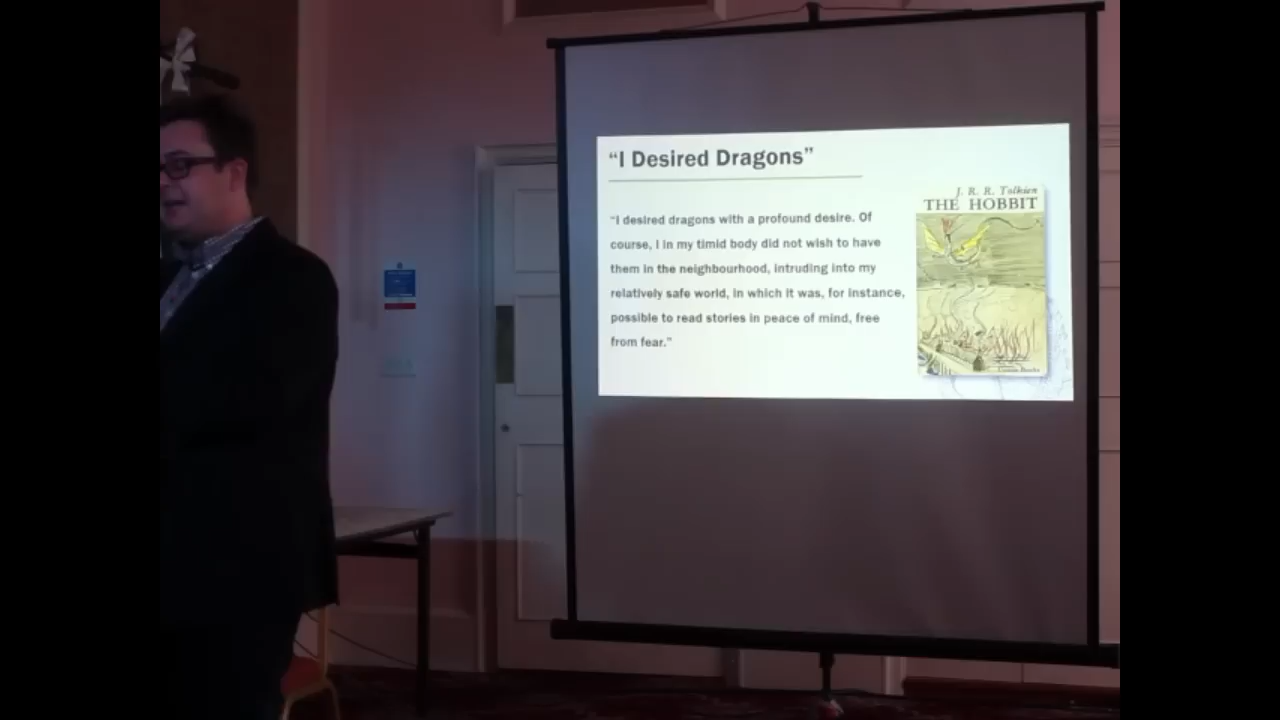 “I Desired Dragons”
“I desired dragons with a profound desire. Of
course, I in my timid body did not wish to have
them in the neighbourhood, intruding into my
relatively safe world, in which it was, for instance,
possible to read stories in peace of mind, free
from fear.”
J. R. R. Tolkien
THE HOBBIT